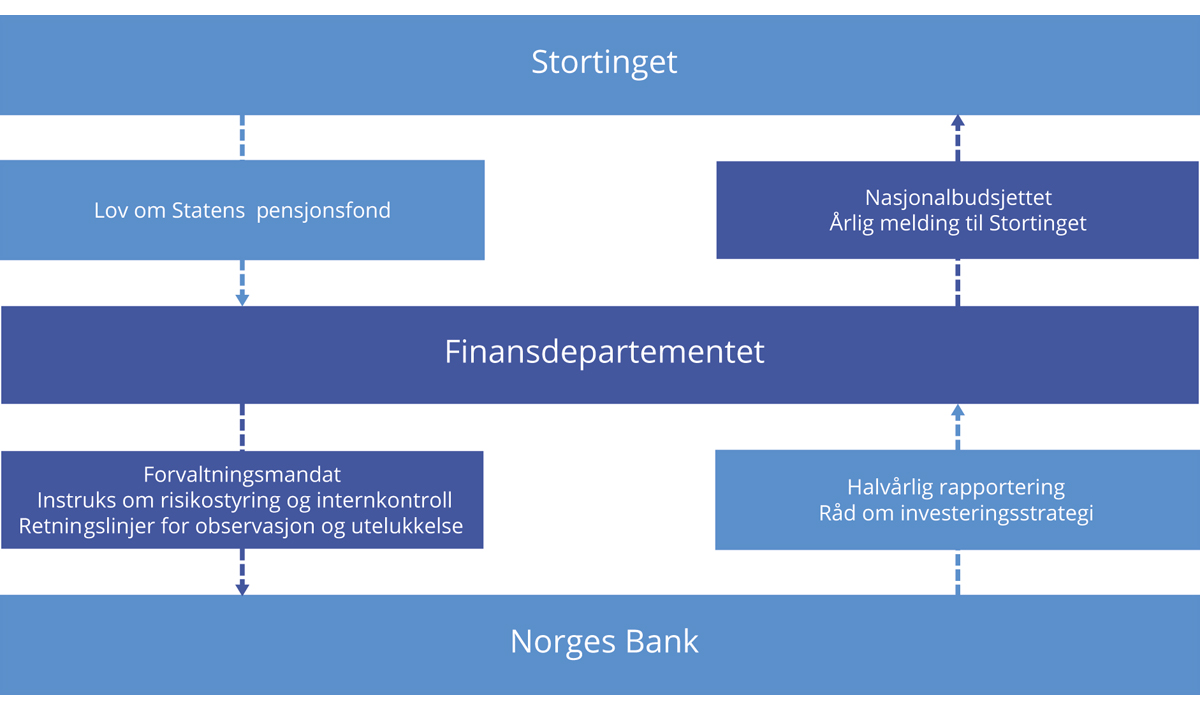 Stortinget
Lov om Statens  pensjonsfond
Nasjonalbudsjettet
Årlig melding til Stortinget
Finansdepartementet
Forvaltningsmandat
Instruks om risikostyring og internkontroll
Retningslinjer for observasjon og utelukkelse
Halvårlig rapportering
Råd om investeringsstrategi
Norges Bank